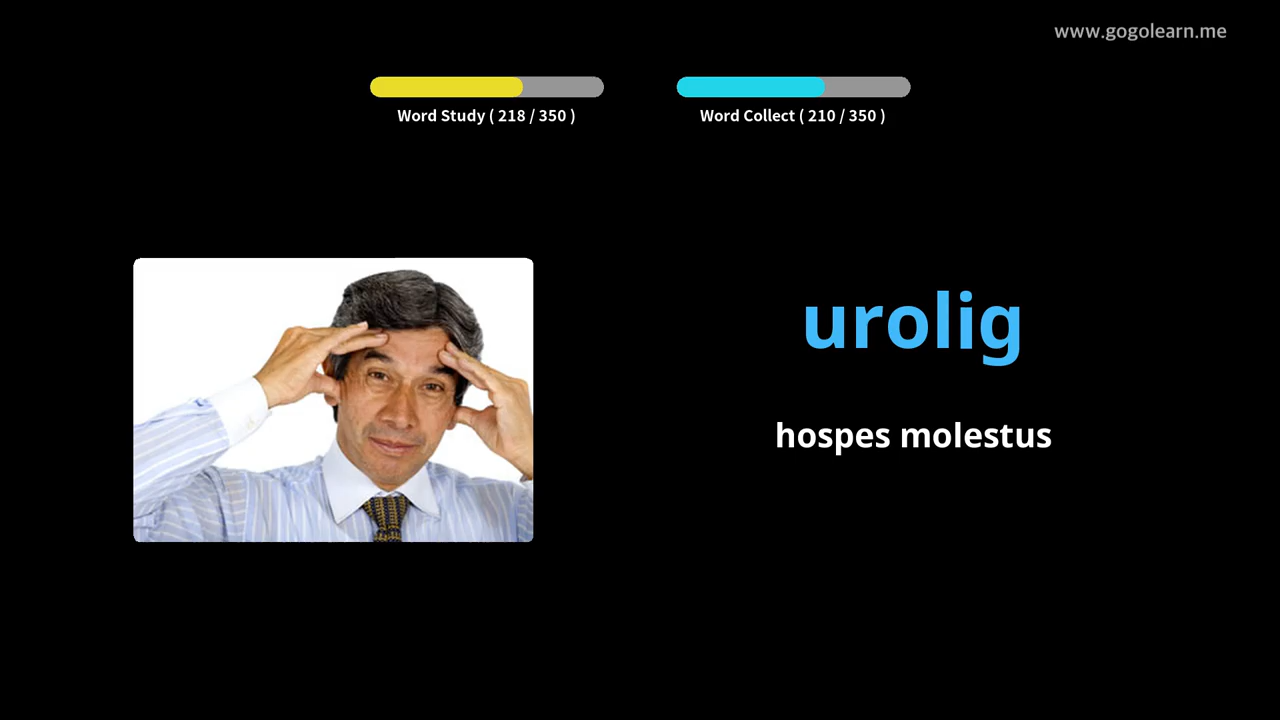 www.gogolearn.me
Word Study ( 218 / 350 )
Word Collect ( 210 / 350 )
urolig
hospes molestus